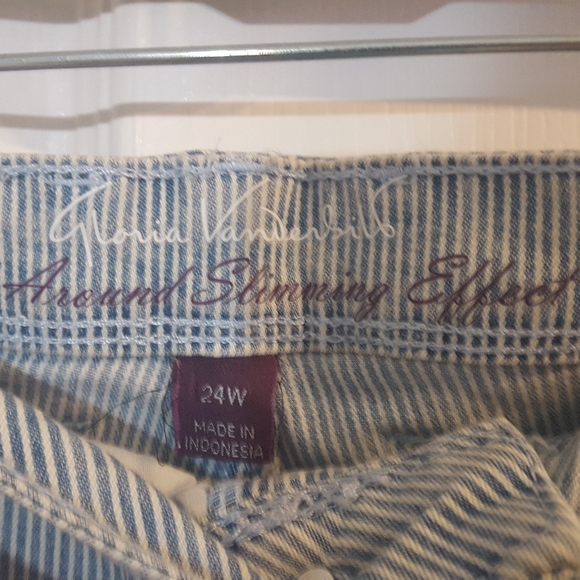 Gloria Vanderbilt
Around Slimming Effect
24W
MADE IN
INDONESIA